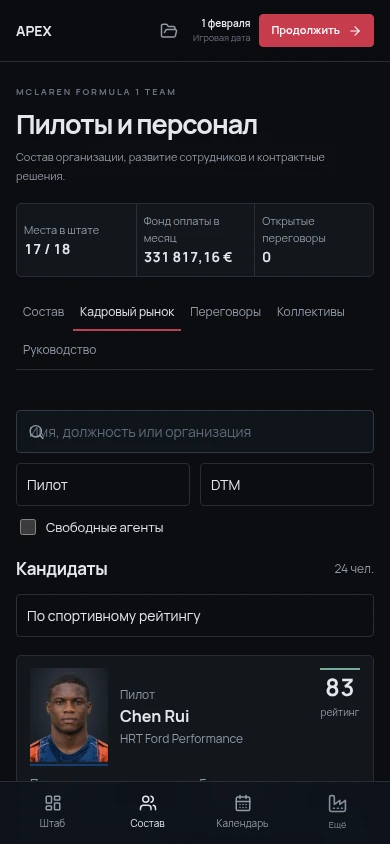 APEX
1 февраля
Игровая дата
Продолжить
MCLAREN FORMULA 1 TEAM
Пилоты и персонал
Состав организации, развитие сотрудников и контрактные
решения.
Места в штате
17 / 18
Фонд оплаты в
месяц
331 817,16 €
Открытые
переговоры
0
Состав
Кадровый рынок
Переговоры
Коллективы
Руководство
Имя, должность или организация
Пилот
DTM
Свободные агенты
Кандидаты
24 чел.
По спортивному рейтингу
Пилот
Chen Rui
HRT Ford Performance
83
рейтинг
Штаб
Состав
Календарь
Ещё